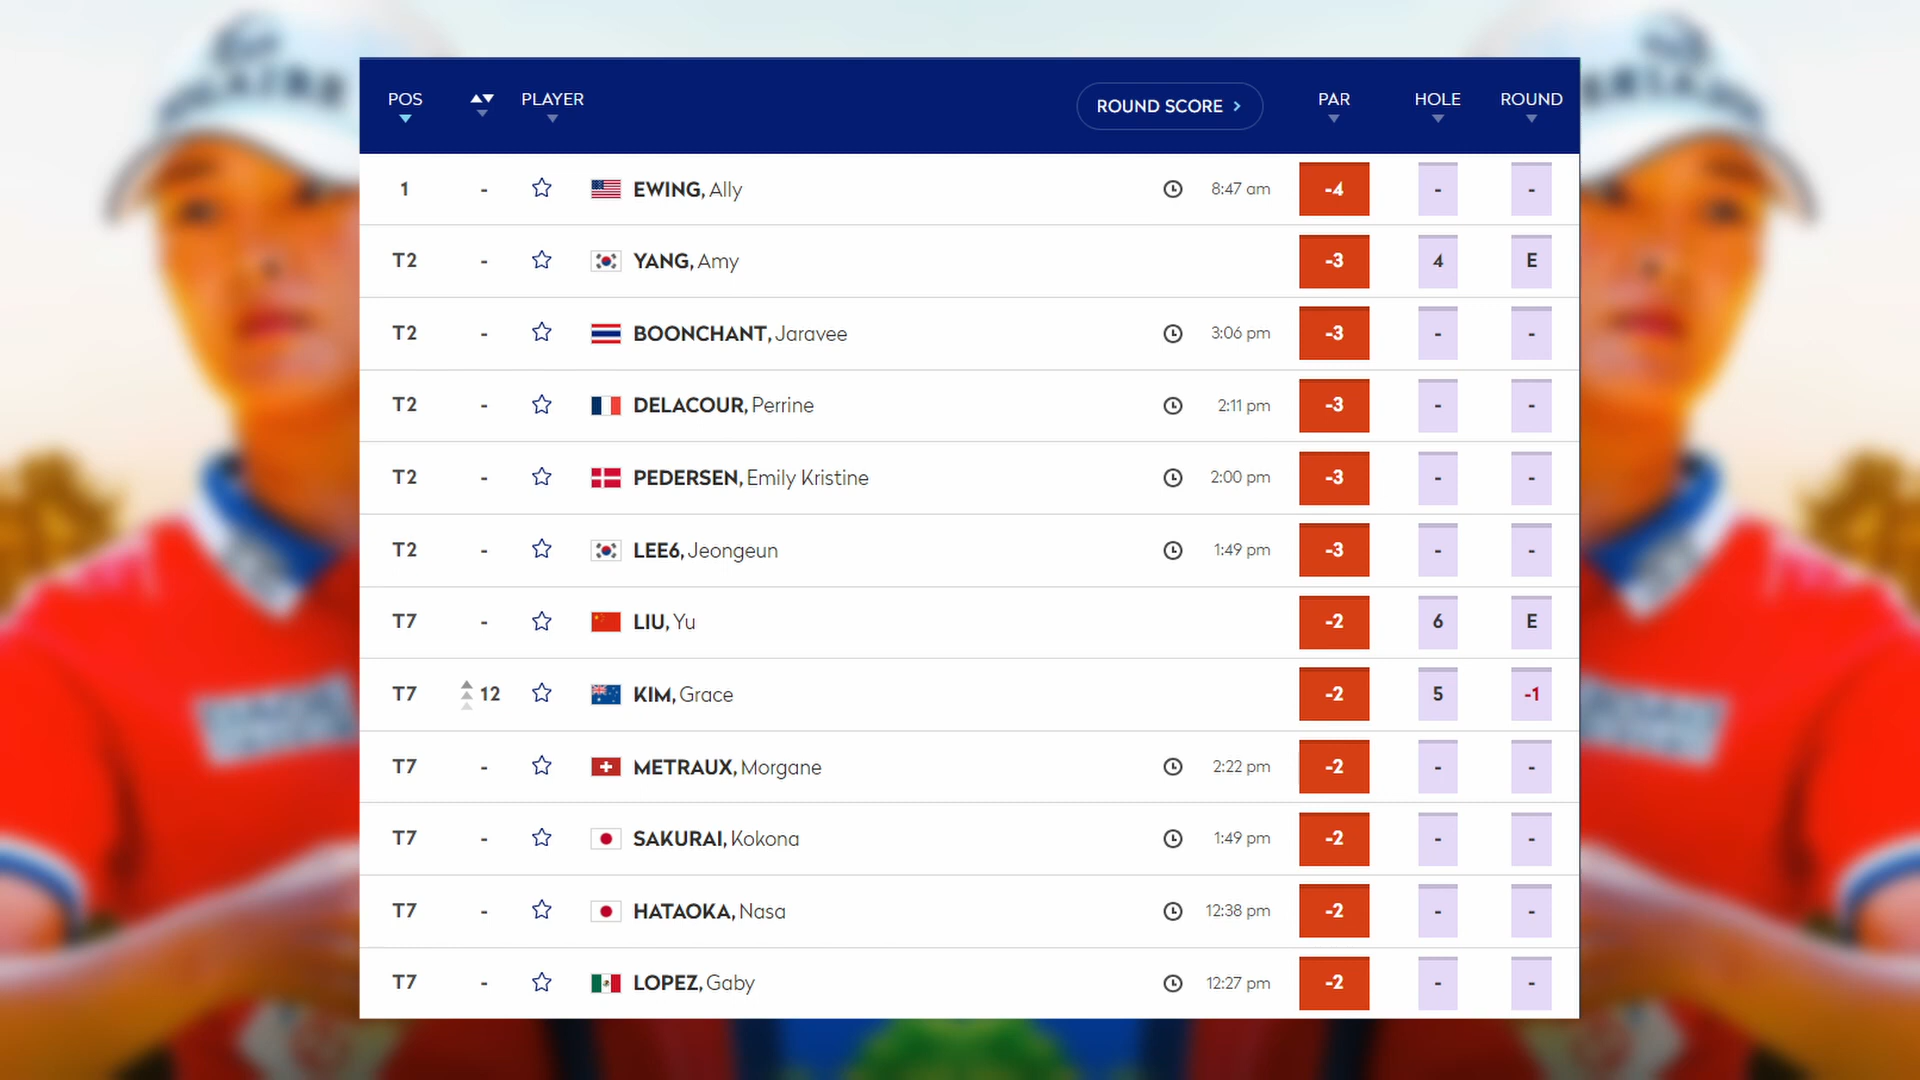 POS PLAYER ROUND SCORE > PAR HOLE ROUND
1 - EWING, Ally 8:47 am -4 - -
T2 - YANG, Amy -3 4 E
T2 - BOONCHANT, Jaravee 3:06 pm -3 - -
T2 - DELACOUR, Perrine 2:11 pm -3 - -
T2 - PEDERSEN, Emily Kristine 2:00 pm -3 - -
T2 - LEE6, Jeongeun 1:49 pm -3 - -
T7 - LIU, Yu -2 6 E
T7 12 KIM, Grace -2 5 -1
T7 - METRAUX, Morgane 2:22 pm -2 - -
T7 - SAKURAI, Kokona 1:49 pm -2 - -
T7 - HATAOKA, Nasa 12:38 pm -2 - -
T7 - LOPEZ, Gaby 12:27 pm -2 - -